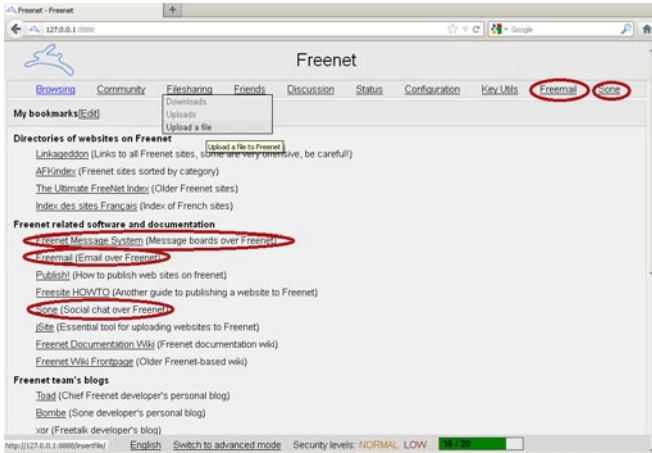 Freenet - Freenet
127.0.0.1:8888
Google
Freenet
Browsing Community Filesharing Friends Discussion Status Configuration Key Utils Freemail Sone
Downloads
Uploads
Upload a file
My bookmarks[Edit]
Upload a file to Freenet
Directories of websites on Freenet
Linkageddon (Links to all Freenet sites, some are very offensive, be careful!)
AFKindex (Freenet sites sorted by category)
The Ultimate FreeNet Index (Older Freenet sites)
Index des sites Français (Index of French sites)
Freenet related software and documentation
Freenet Message System (Message boards over Freenet)
Freemail (Email over Freenet)
Publish! (How to publish web sites on freenet)
Freesite HOWTO (Another guide to publishing a website to Freenet)
Sone (Social chat over Freenet)
jSite (Essential tool for uploading websites to Freenet)
Freenet Documentation Wiki (Freenet documentation wiki)
Freenet Wiki Frontpage (Older Freenet-based wiki)
Freenet team's blogs
Toad (Chief Freenet developer's personal blog)
Bombe (Sone developer's personal blog)
xor (Freetalk developer's blog)
http://127.0.0.1:8888/insertfile/ English Switch to advanced mode Security levels: NORMAL LOW 16 / 20